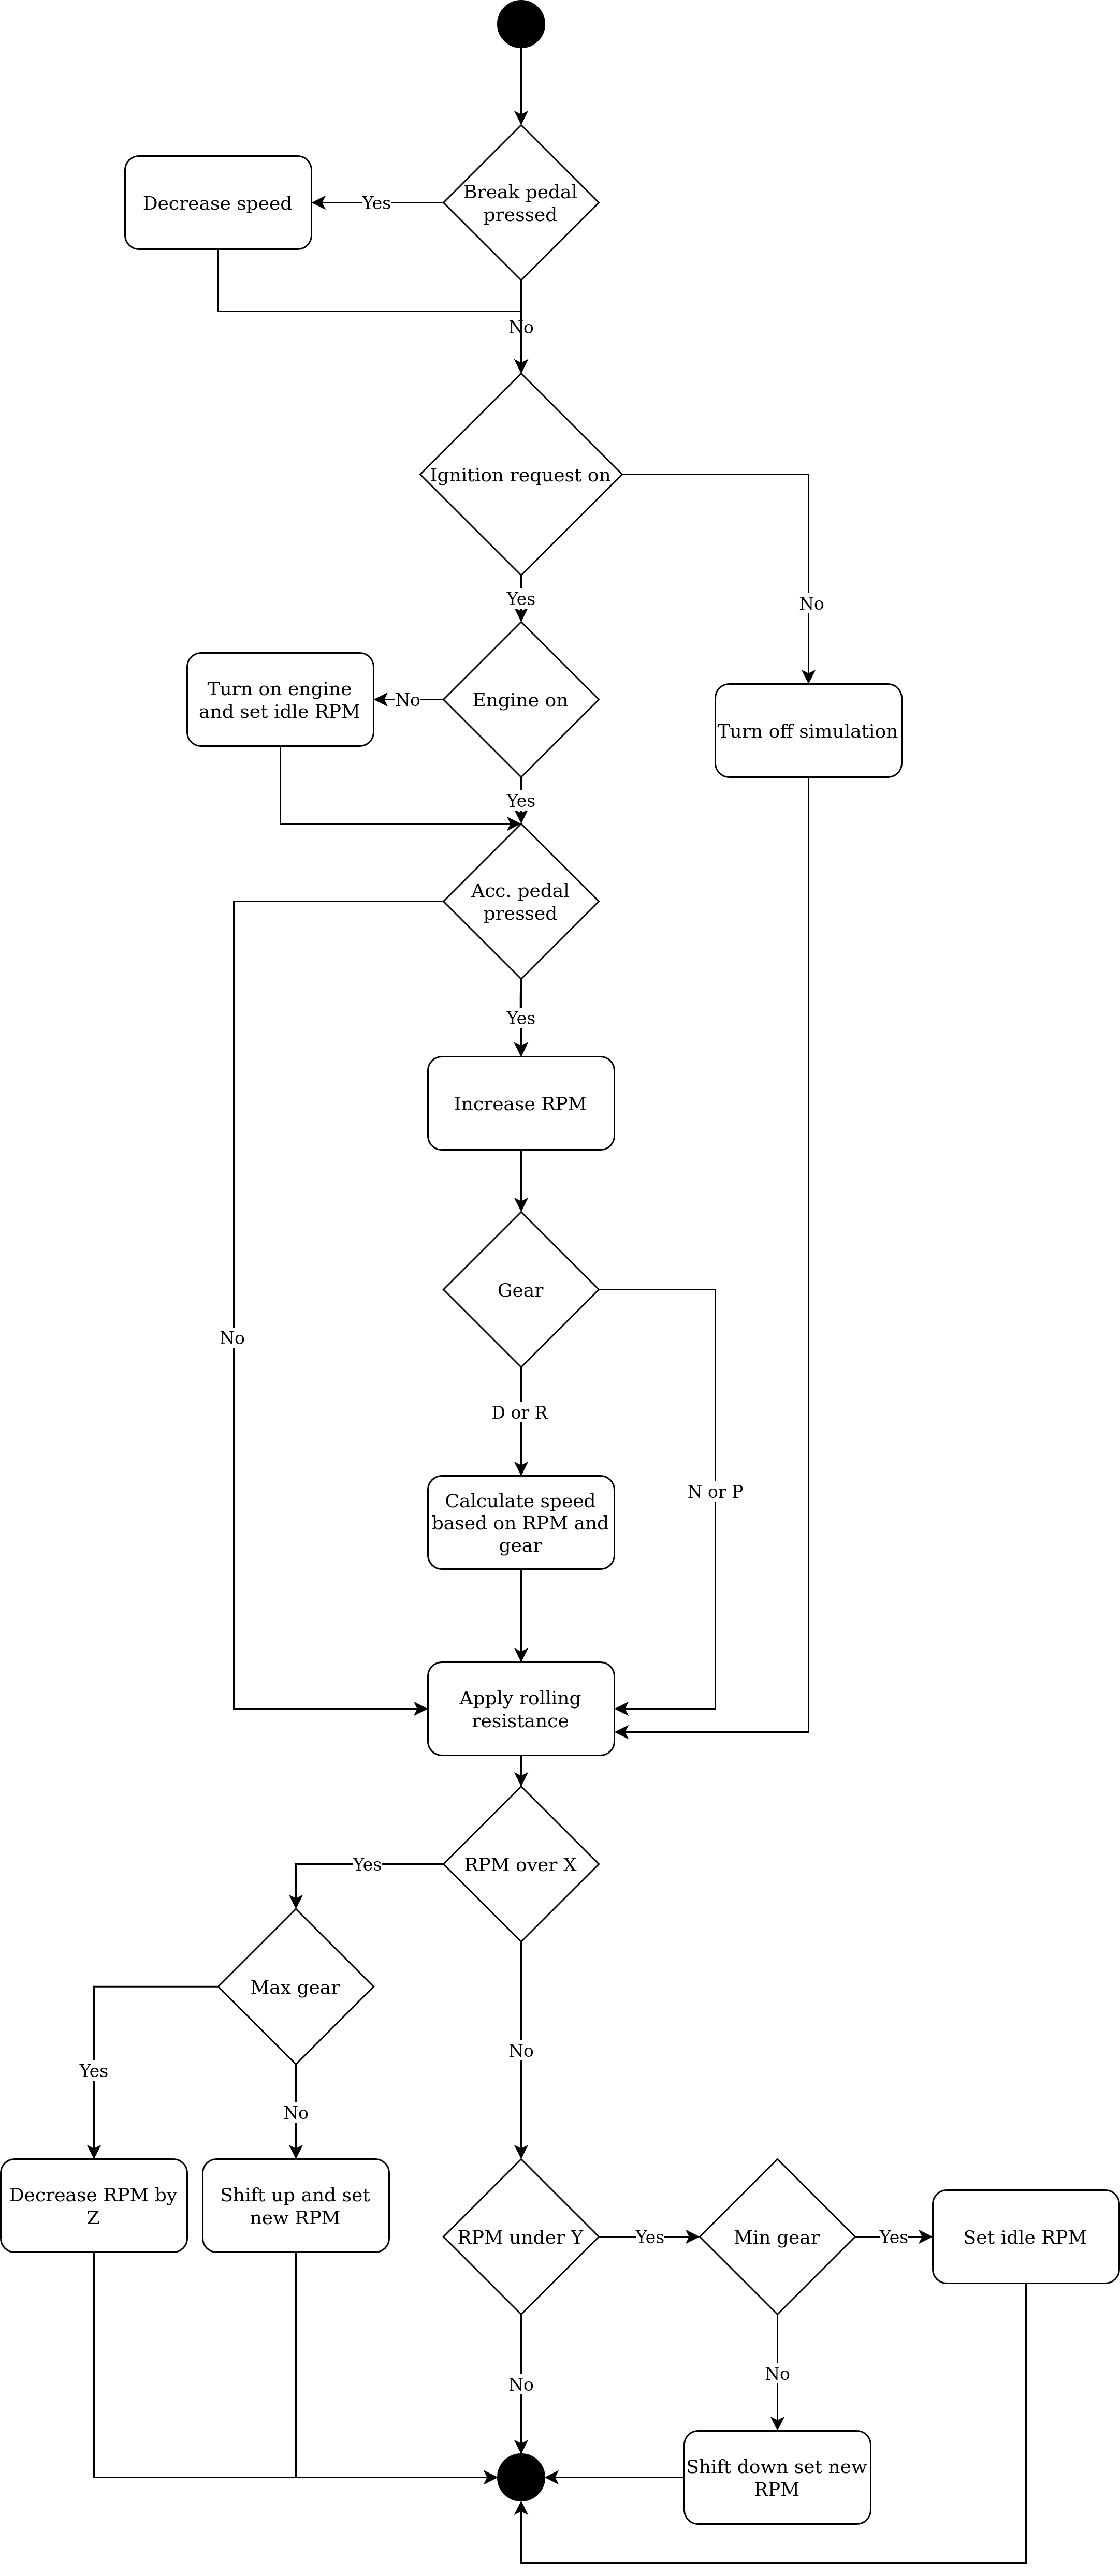 Break pedal
pressed
Yes
Decrease speed
No
Ignition request on
Yes
No
Turn on engine
and set idle RPM
No
Engine on
Turn off simulation
Yes
Acc. pedal
pressed
Yes
Increase RPM
Gear
No
D or R
N or P
Calculate speed
based on RPM and
gear
Apply rolling
resistance
RPM over X
Yes
Max gear
No
Yes
No
Decrease RPM by
Z
Shift up and set
new RPM
RPM under Y
Yes
Min gear
Yes
Set idle RPM
No
No
Shift down set new
RPM